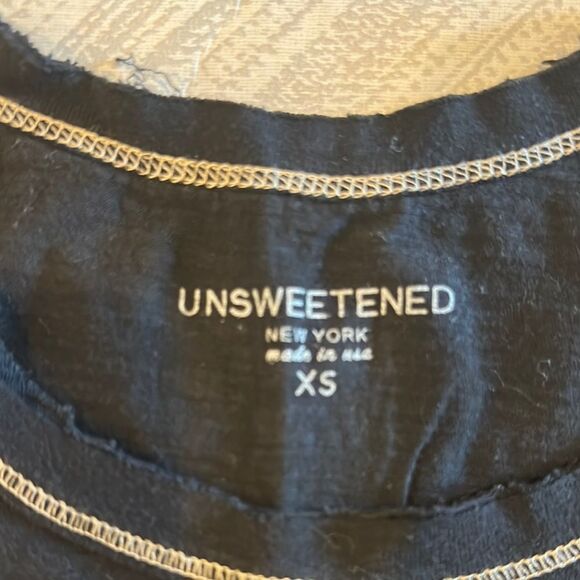 UNSWEETENED
NEW YORK
made in usa
XS